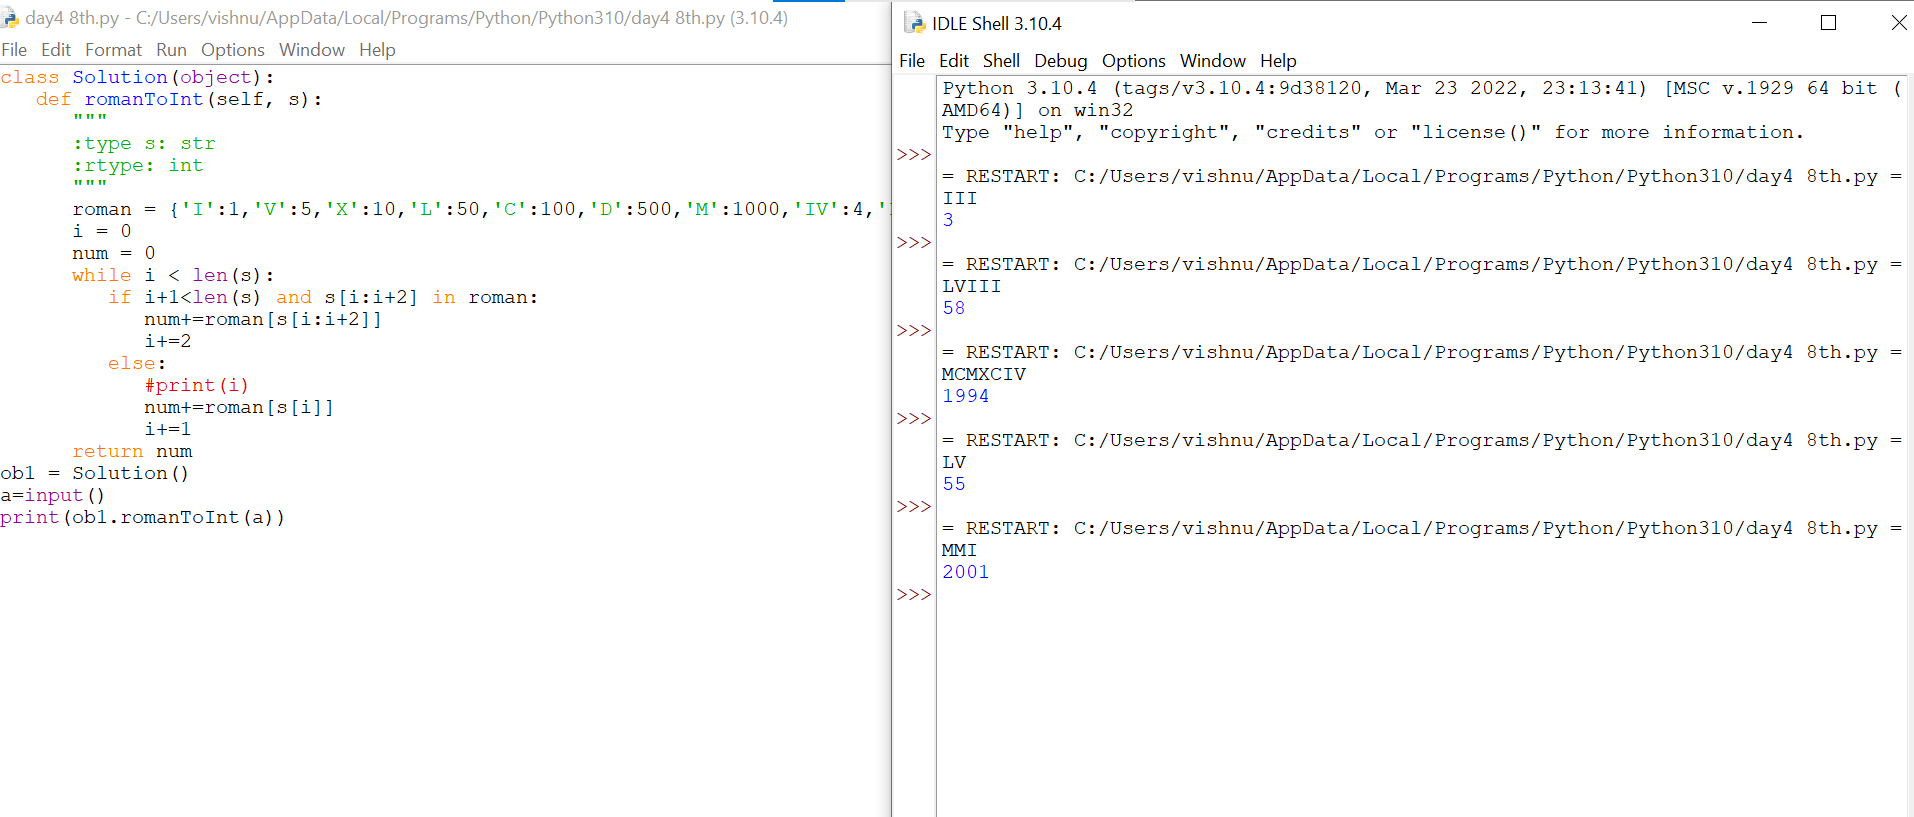 day4 8th.py - C:/Users/vishnu/AppData/Local/Programs/Python/Python310/day4 8th.py (3.10.4)
File Edit Format Run Options Window Help
class Solution(object):
def romanToInt(self, s):
"""
:type s: str
:rtype: int
"""
roman = {'I':1,'V':5,'X':10,'L':50,'C':100,'D':500,'M':1000,'IV':4,'
i = 0
num = 0
while i < len(s):
if i+1<len(s) and s[i:i+2] in roman:
num+=roman[s[i:i+2]]
i+=2
else:
#print(i)
num+=roman[s[i]]
i+=1
return num
ob1 = Solution()
a=input()
print(ob1.romanToInt(a))
IDLE Shell 3.10.4
File Edit Shell Debug Options Window Help
Python 3.10.4 (tags/v3.10.4:9d38120, Mar 23 2022, 23:13:41) [MSC v.1929 64 bit (
AMD64)] on win32
Type "help", "copyright", "credits" or "license()" for more information.
>>>
= RESTART: C:/Users/vishnu/AppData/Local/Programs/Python/Python310/day4 8th.py =
III
3
>>>
= RESTART: C:/Users/vishnu/AppData/Local/Programs/Python/Python310/day4 8th.py =
LVIII
58
>>>
= RESTART: C:/Users/vishnu/AppData/Local/Programs/Python/Python310/day4 8th.py =
MCMXCIV
1994
>>>
= RESTART: C:/Users/vishnu/AppData/Local/Programs/Python/Python310/day4 8th.py =
LV
55
>>>
= RESTART: C:/Users/vishnu/AppData/Local/Programs/Python/Python310/day4 8th.py =
MMI
2001
>>>